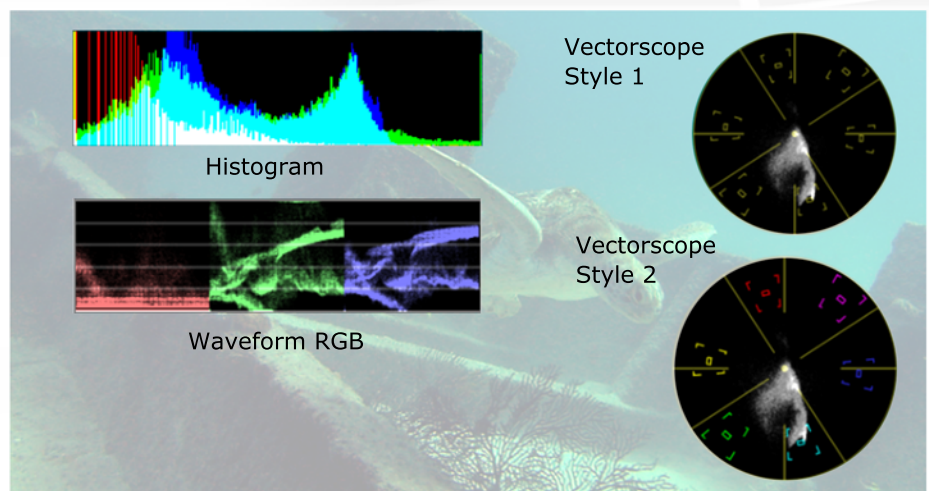 Vectorscope
Style 1
Histogram
Vectorscope
Style 2
Waveform RGB